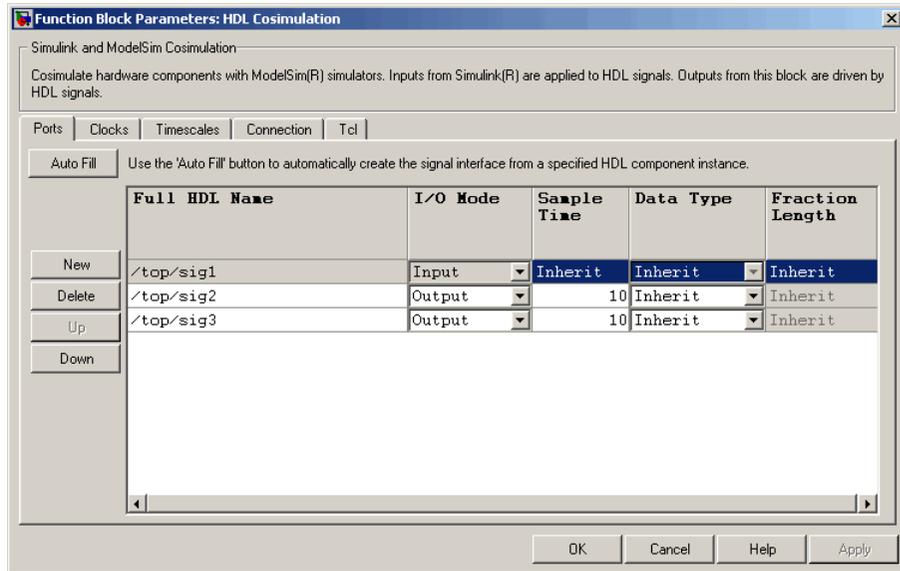 Function Block Parameters: HDL Cosimulation
Simulink and ModelSim Cosimulation
Cosimulate hardware components with ModelSim(R) simulators. Inputs from Simulink(R) are applied to HDL signals. Outputs from this block are driven by
HDL signals.
Ports Clocks Timescales Connection Tcl
Auto Fill Use the 'Auto Fill' button to automatically create the signal interface from a specified HDL component instance.
Full HDL Name I/O Mode Sample Time Data Type Fraction Length
New /top/sig1 Input Inherit Inherit Inherit
Delete /top/sig2 Output 10 Inherit Inherit
Up /top/sig3 Output 10 Inherit Inherit
Down
OK Cancel Help Apply